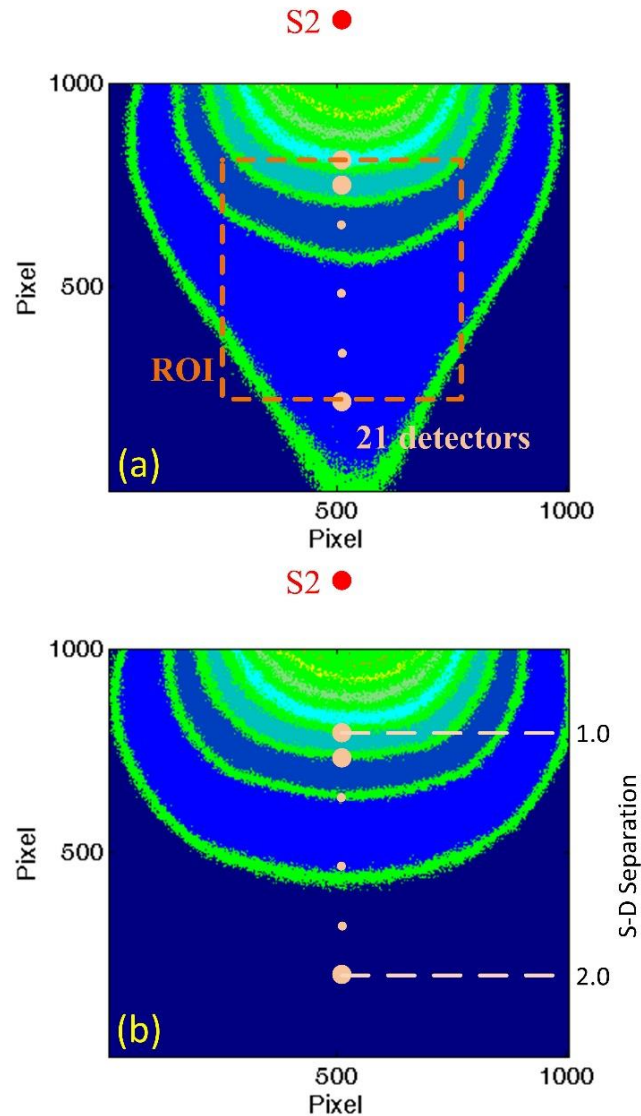 S2
1000
500
Pixel
ROI
21 detectors
(a)
500
1000
Pixel
S2
1000
1.0
500
Pixel
S-D Separation
2.0
(b)
500
1000
Pixel